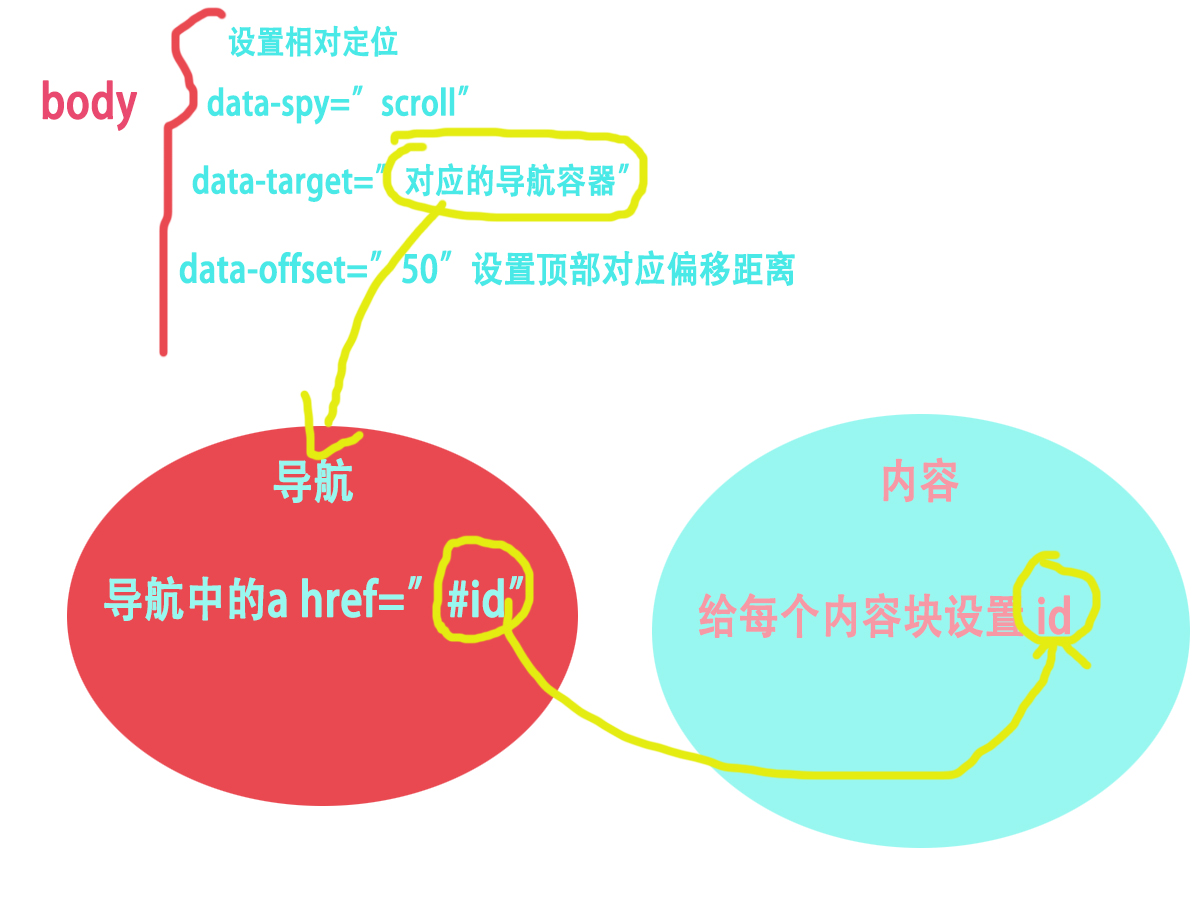 设置相对定位
body
data-spy=”scroll”
data-target=”对应的导航容器”
data-offset=”50”设置顶部对应偏移距离
导航
导航中的a href=”#id”
内容
给每个内容块设置 id